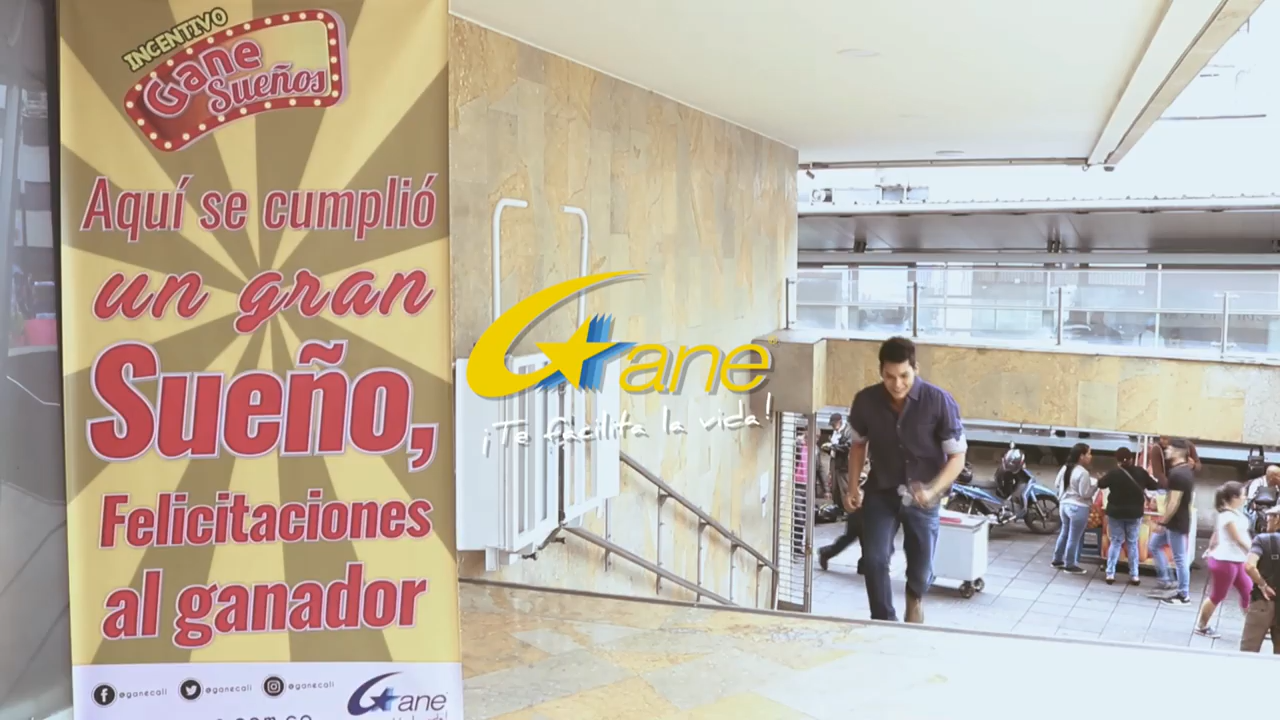 INCENTIVO
Gane
Sueños
Aquí se cumplió
un gran
Sueño,
Felicitaciones
al ganador
@ganecali @ganecali @ganecali
Gane
Gane
¡Te facilita la vida!